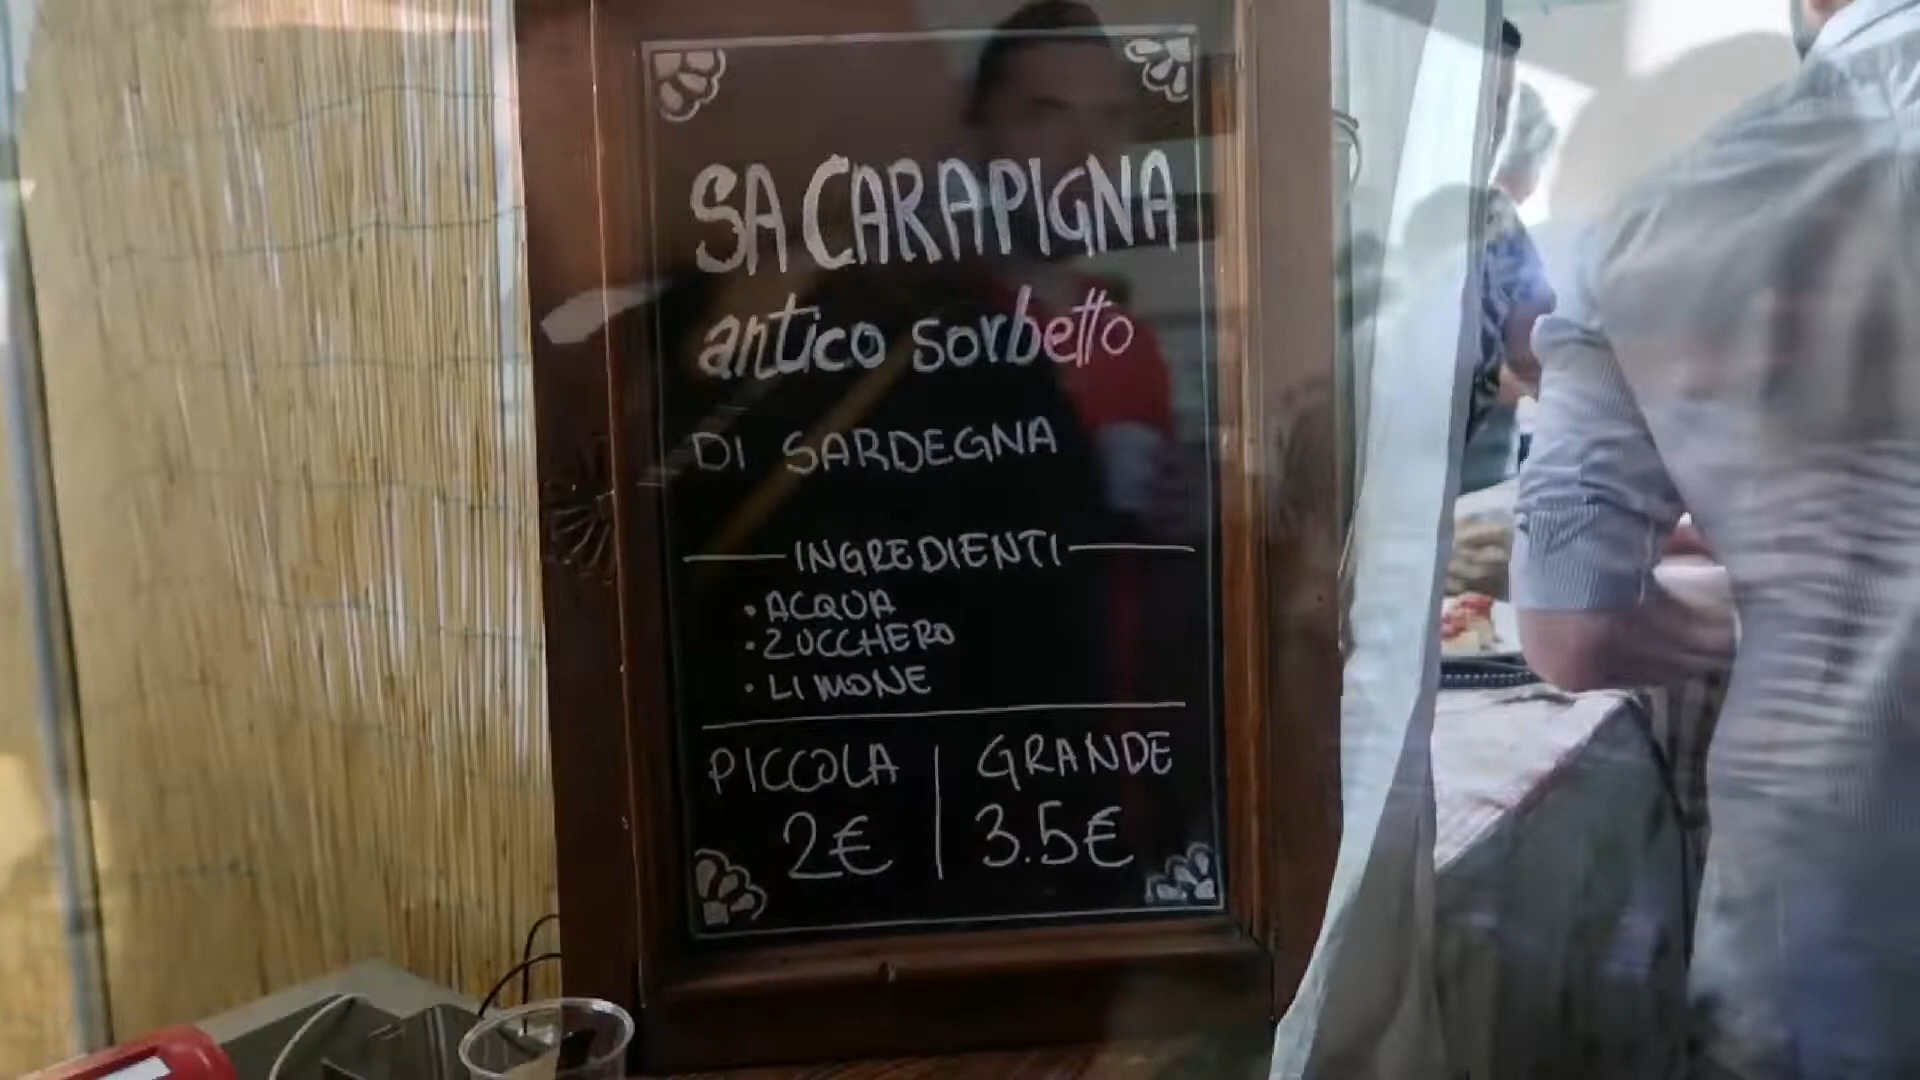 SA CARAPIGNA
antico sorbetto
DI SARDEGNA
INGREDIENTI
• ACQUA
• ZUCCHERO
• LIMONE
PICCOLA | GRANDE
2€ | 3.5€